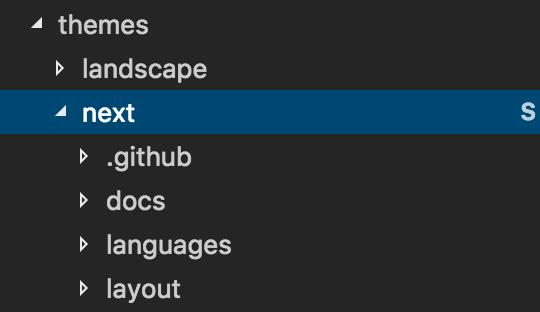 themes
landscape
next S
.github
docs
languages
layout